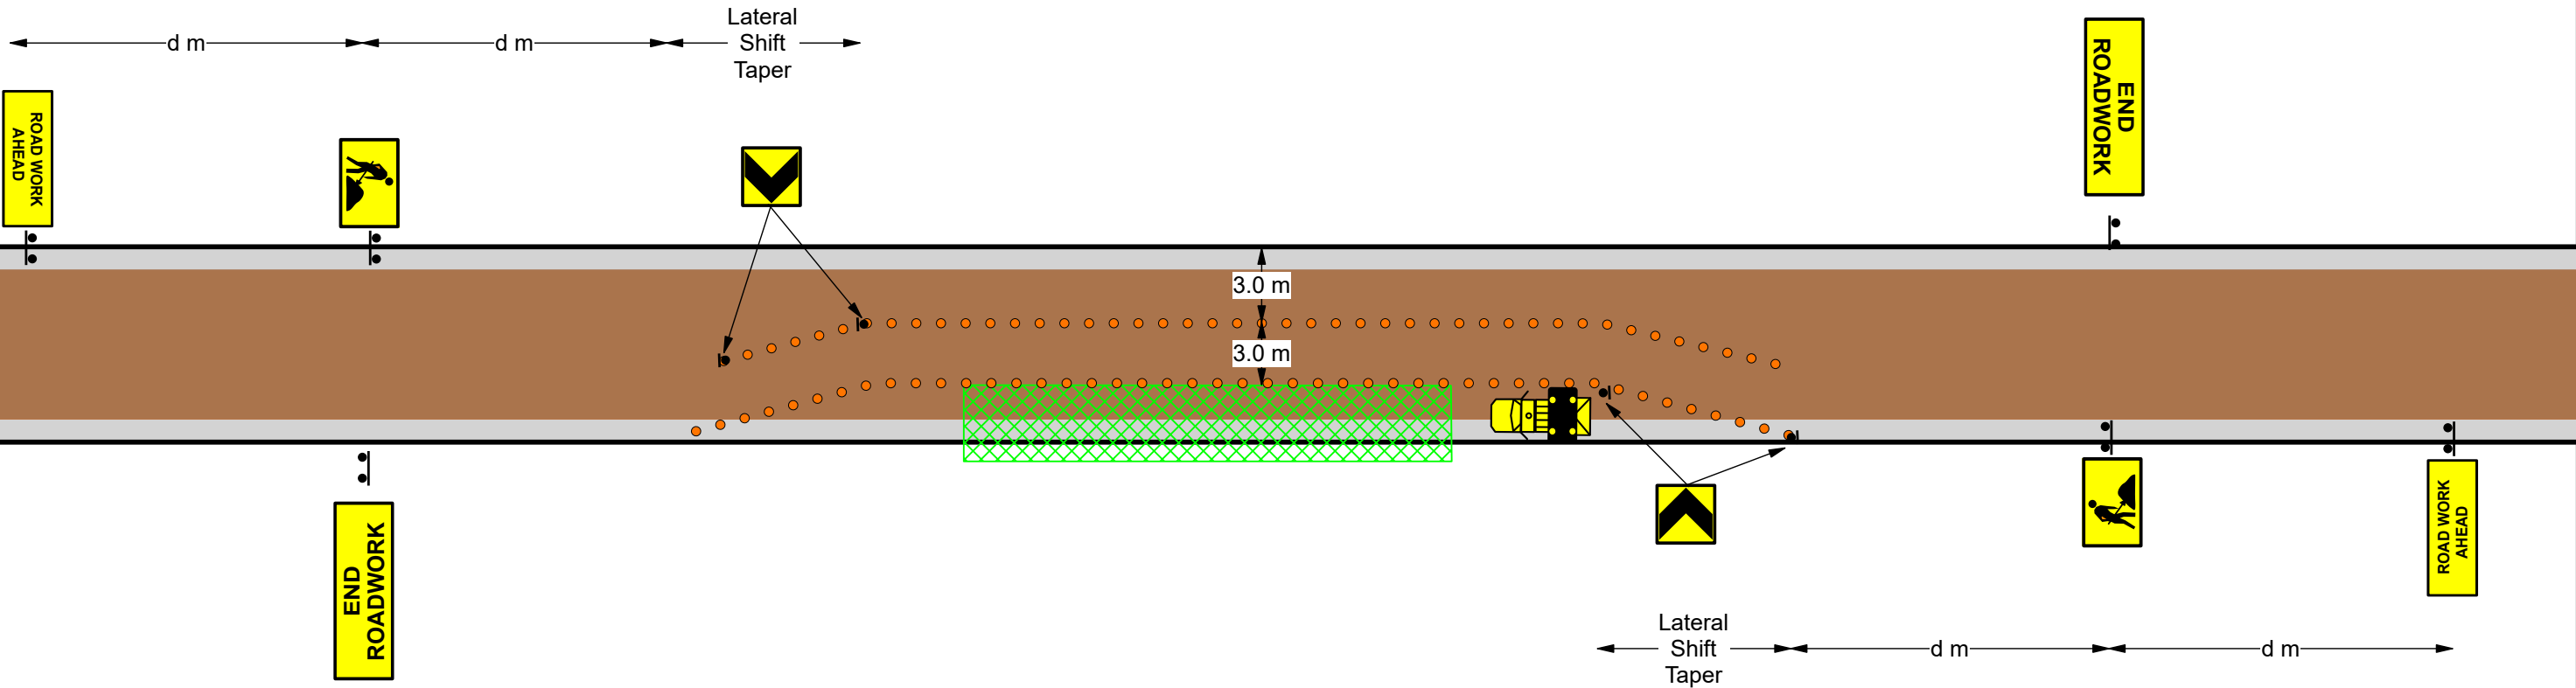 Lateral
Shift
Taper
d m
d m
ROAD WORK
AHEAD
END
ROADWORK
3.0 m
3.0 m
END
ROADWORK
ROAD WORK
AHEAD
Lateral
Shift
Taper
d m
d m